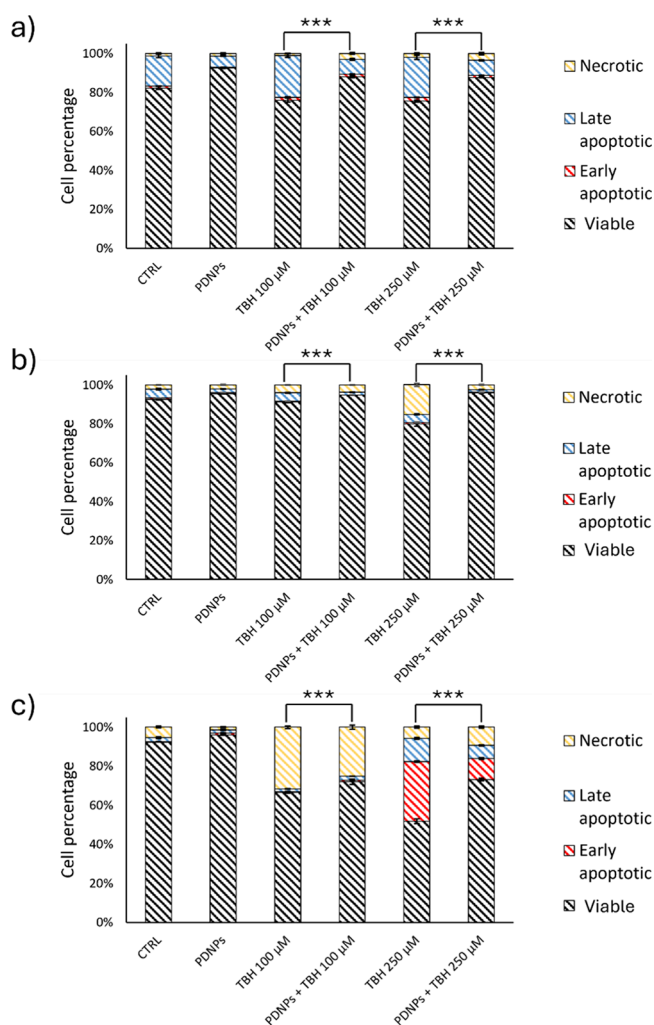 a)
***
***
100%
80%
60%
40%
20%
0%
Cell percentage
CTRL
PDNPs
TBH 100 µM
PDNPs + TBH 100 µM
TBH 250 µM
PDNPs + TBH 250 µM
Necrotic
Late
apoptotic
Early
apoptotic
Viable
b)
***
***
100%
80%
60%
40%
20%
0%
Cell percentage
CTRL
PDNPs
TBH 100 µM
PDNPs + TBH 100 µM
TBH 250 µM
PDNPs + TBH 250 µM
Necrotic
Late
apoptotic
Early
apoptotic
Viable
c)
***
***
100%
80%
60%
40%
20%
0%
Cell percentage
CTRL
PDNPs
TBH 100 µM
PDNPs + TBH 100 µM
TBH 250 µM
PDNPs + TBH 250 µM
Necrotic
Late
apoptotic
Early
apoptotic
Viable